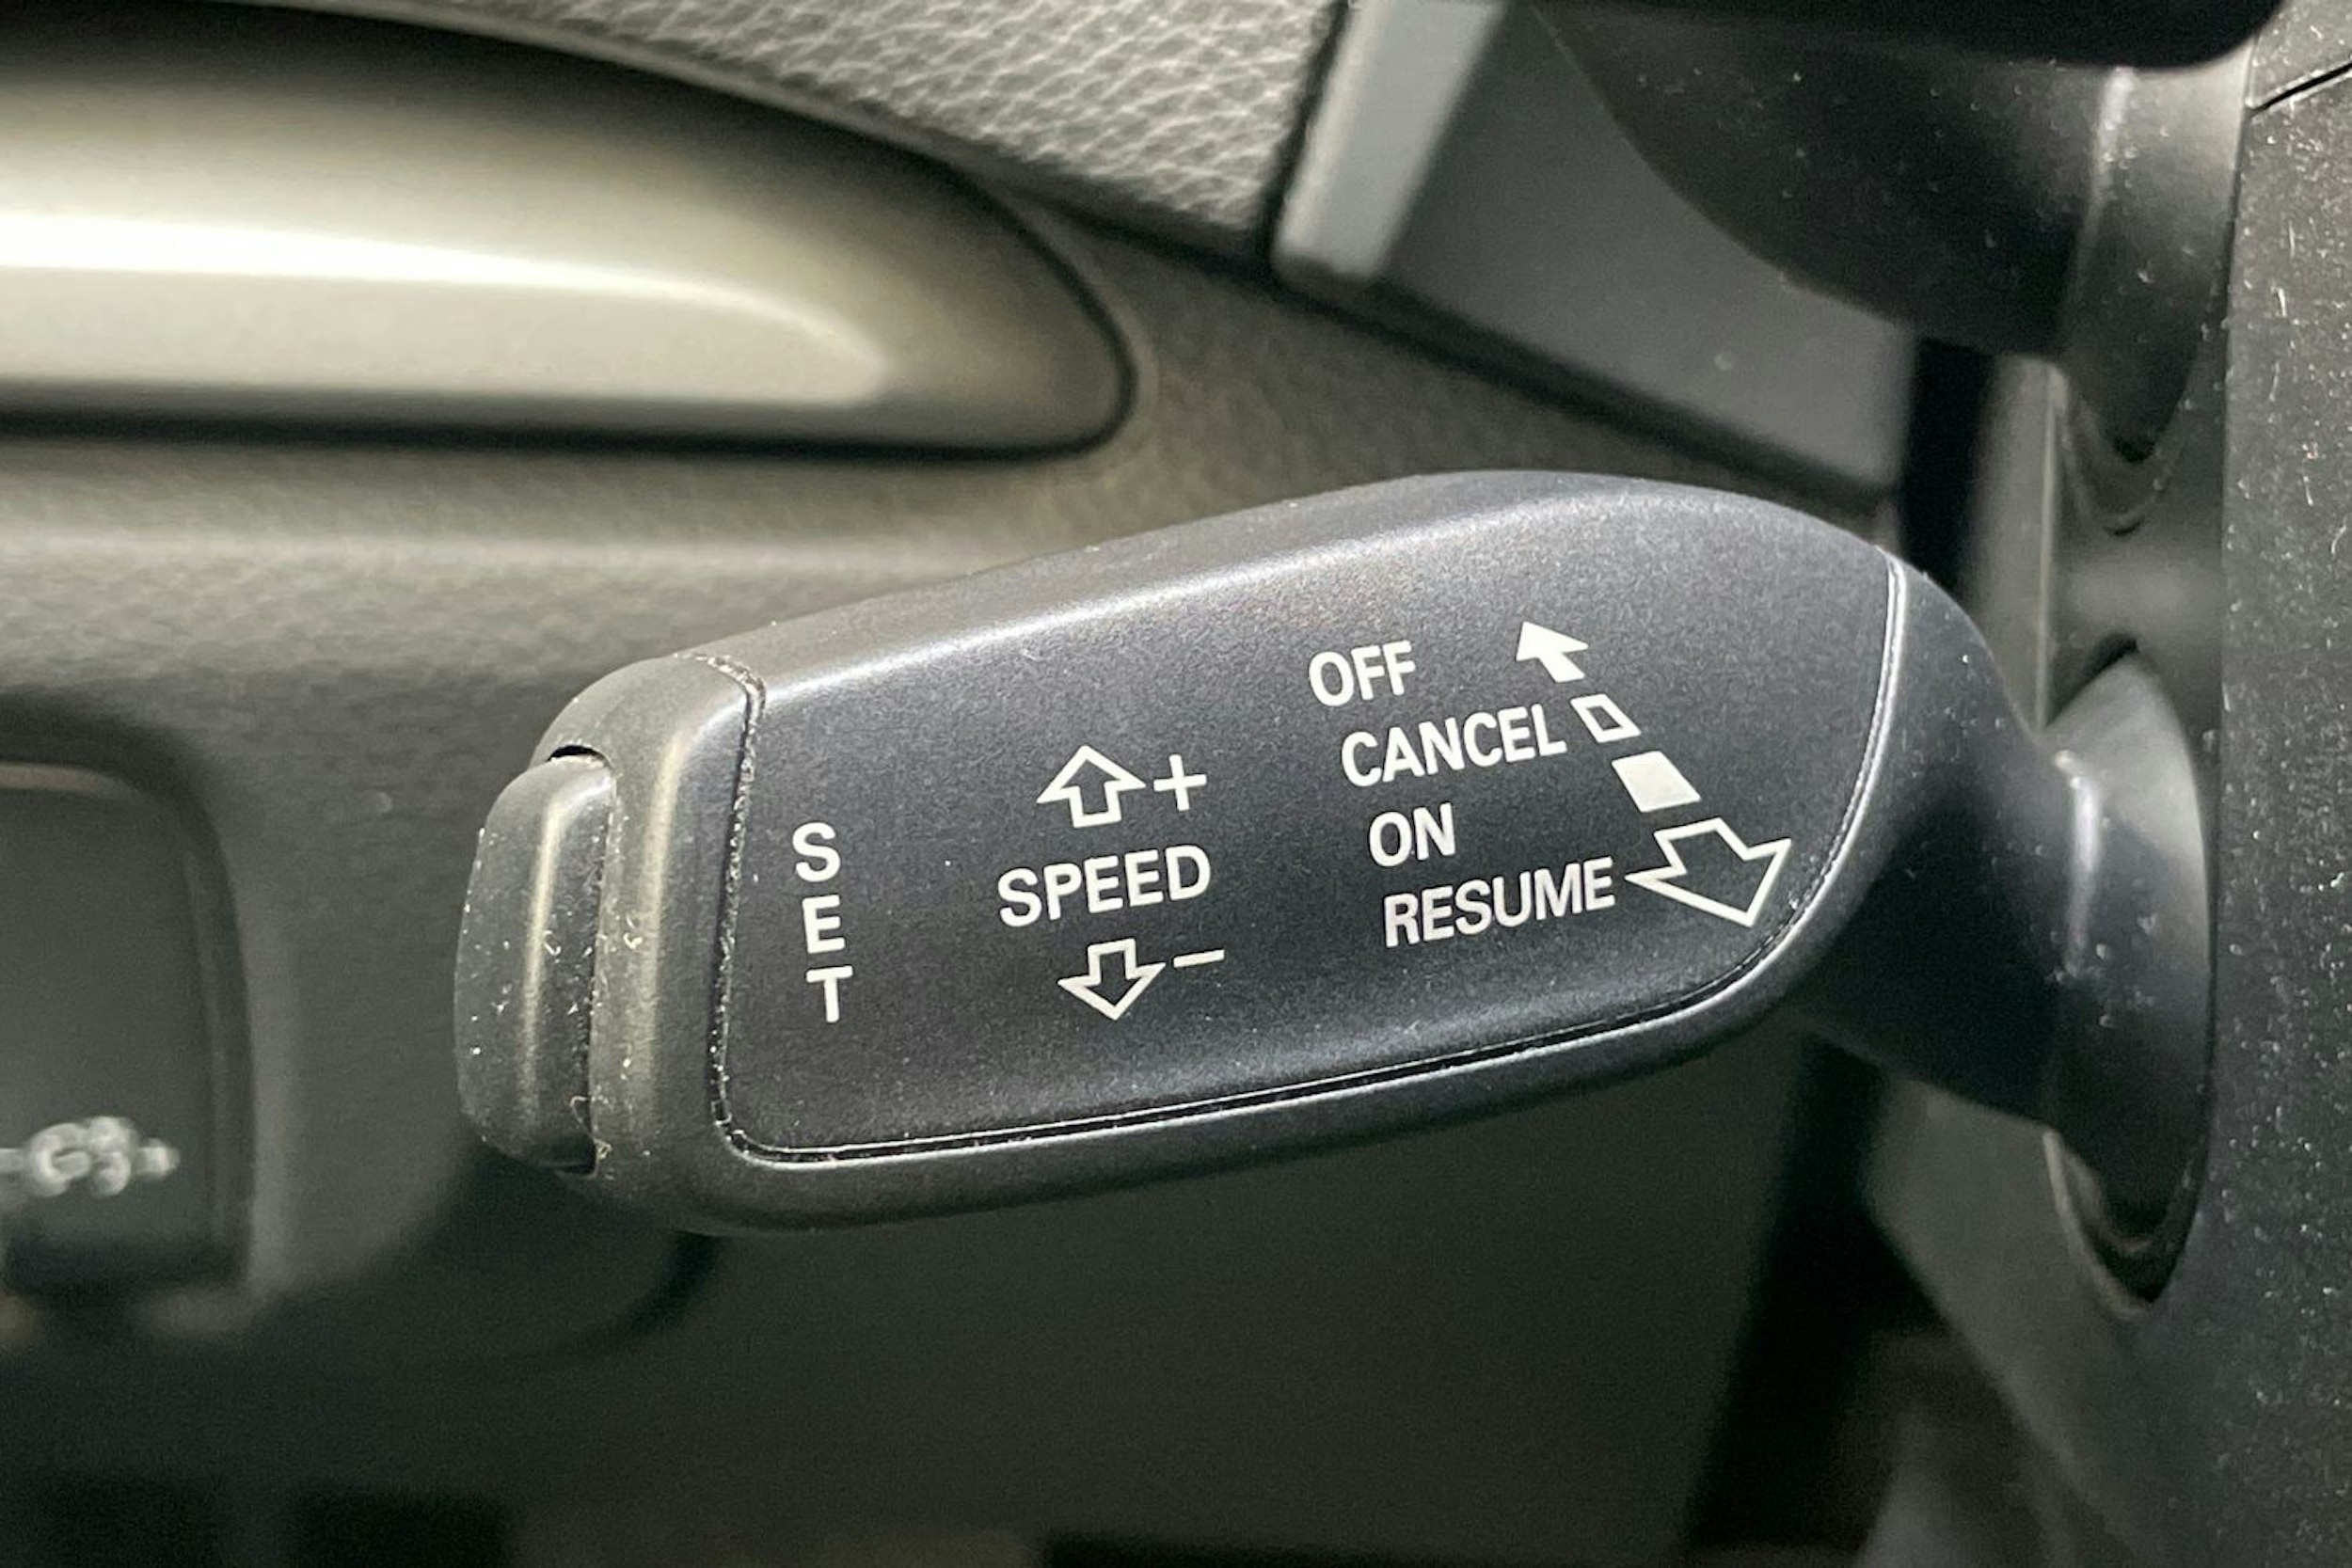 OFF
CANCEL
ON
RESUME
+
SPEED
−
SET